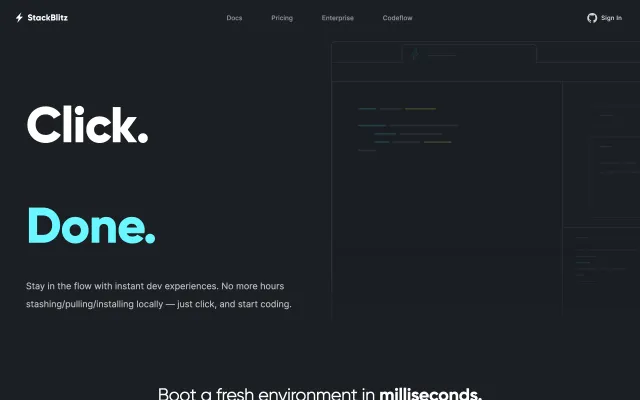 StackBlitz
Docs
Pricing
Enterprise
Codeflow
Sign In
Click.
Done.
Stay in the flow with instant dev experiences. No more hours
stashing/pulling/installing locally — just click, and start coding.
Boot a fresh environment in milliseconds.